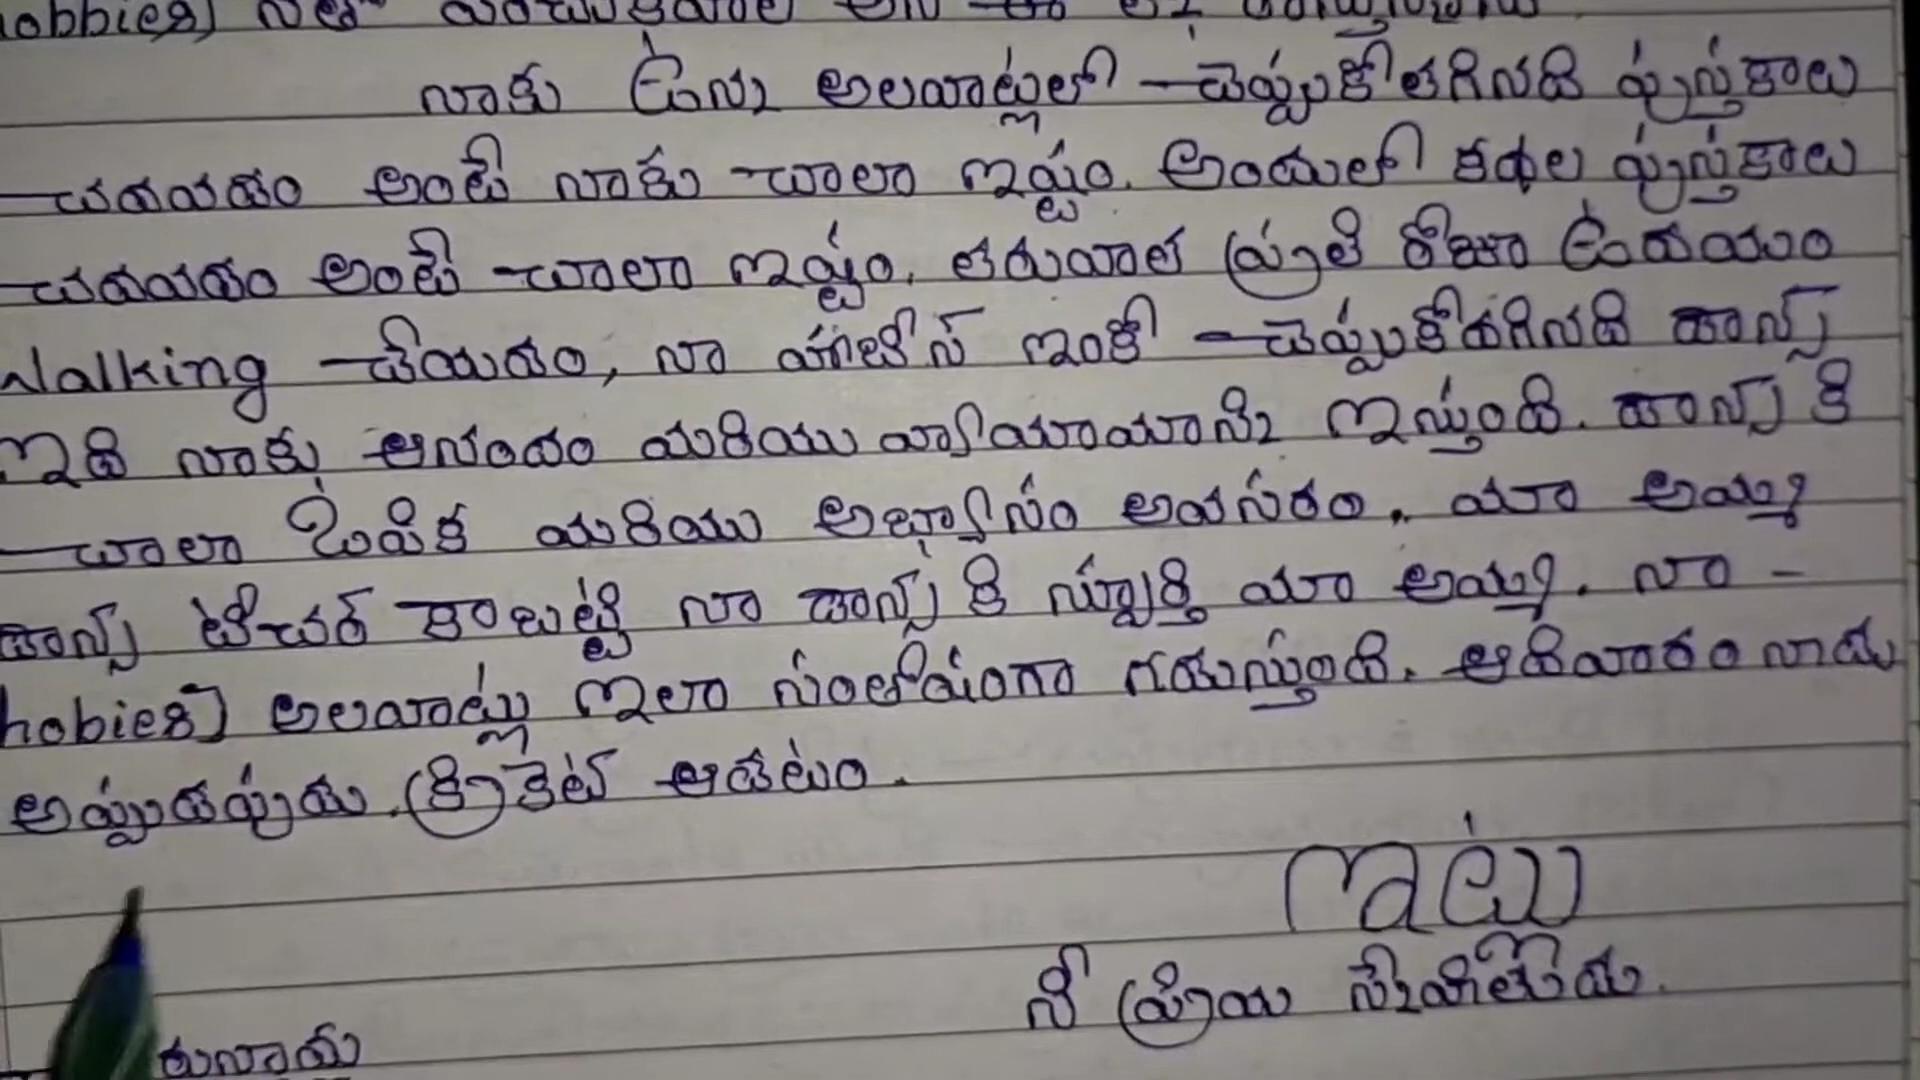 నాకు ఉన్న అలవాట్లలో చెప్పుకోతగినది పుస్తకాలు
చదవడం అంటే నాకు చాలా ఇష్టం. అందులో కథల పుస్తకాలు
చదవడం అంటే చాలా ఇష్టం. తరువాత ప్రతి రోజూ ఉదయం
Walking చేయడం, నా హాబీస్ ఇంకో చెప్పుకోదగినది డాన్స్
ఇది నాకు ఆనందం మరియు వ్యాయామాన్ని ఇస్తుంది. డాన్స్ కి
చాలా ఓపిక మరియు అభ్యాసం అవసరం. మా అమ్మ
డాన్స్ టీచర్ కాబట్టి నా డాన్స్ కి స్ఫూర్తి మా అమ్మ. నా -
hobies) అలవాట్లు ఇలా సంతోషంగా గడుస్తుంది. ఆదివారం నాడు
అప్పుడప్పుడు క్రికెట్ ఆడటం.
ఇట్లు
నీ ప్రియ స్నేహితుడు.